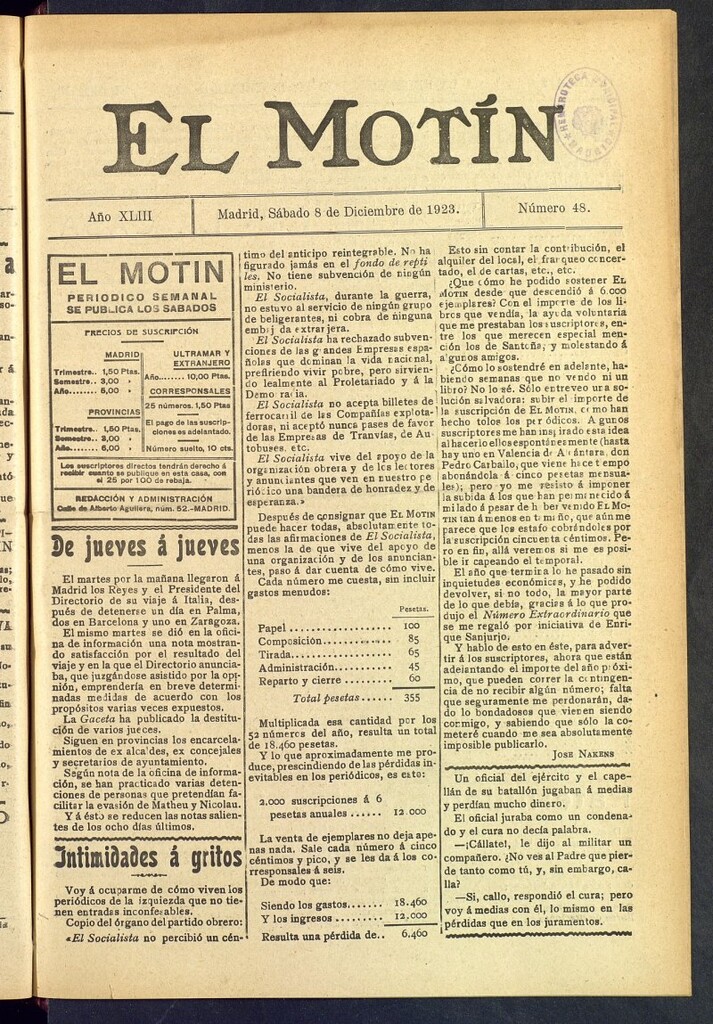 EL MOTÍN
Año XLIII
Madrid, Sábado 8 de Diciembre de 1923.
Número 48.
EL MOTIN
PERIODICO SEMANAL
SE PUBLICA LOS SABADOS
PRECIOS DE SUSCRIPCIÓN
MADRID
Trimestre.. 1,50 Ptas.
Semestre.. 3,00 »
Año....... 6,00 »
PROVINCIAS
Trimestre.. 1,50 Ptas.
Semestre.. 3,00 »
Año....... 6,00 »
ULTRAMAR Y
EXTRANJERO
Año........ 10,00 Ptas.
CORRESPONSALES
25 números. 1,50 Ptas
El pago de las suscrip-
ciones es adelantado.
Número suelto, 10 cts.
Los suscriptores directos tendrán derecho á
recibir cuanto se publique en esta casa, con
el 25 por 100 de rebaja.
REDACCIÓN Y ADMINISTRACIÓN
Calle de Alberto Aguilera, núm. 52.-MADRID.
De jueves á jueves
El martes por la mañana llegaron á
Madrid los Reyes y el Presidente del
Directorio de su viaje á Italia, des-
pués de detenerse un día en Palma,
dos en Barcelona y uno en Zaragoza.
El mismo martes se dió en la ofici-
na de información una nota mostran-
do satisfacción por el resultado del
viaje y en la que el Directorio anuncia-
ba, que juzgándose asistido por la opi-
nión, emprendería en breve determi-
nadas medidas de acuerdo con los
propósitos varias veces expuestos.
La Gaceta ha publicado la destitu-
ción de varios jueces.
Siguen en provincias los encarcela-
mientos de ex alcaldes, ex concejales
y secretarios de ayuntamiento.
Según nota de la oficina de informa-
ción, se han practicado varias deten-
ciones de personas que pretendían fa-
cilitar la evasión de Matheu y Nicolau.
Y á ésto se reducen las notas salien-
tes de los ocho días últimos.
Intimidades á gritos
Voy á ocuparme de cómo viven los
periódicos de la izquierda que no tie-
nen entradas inconfesables.
Copio del órgano del partido obrero:
«El Socialista no percibió un cén-
timo del anticipo reintegrable. No ha
figurado jamás en el fondo de repti-
les. No tiene subvención de ningún
ministerio.
El Socialista, durante la guerra,
no estuvo al servicio de ningún grupo
de beligerantes, ni cobra de ninguna
embajada extranjera.
El Socialista ha rechazado subven-
ciones de las grandes Empresas espa-
ñolas que dominan la vida nacional,
prefiriendo vivir pobre, pero sirvien-
do lealmente al Proletariado y á la
Democracia.
El Socialista no acepta billetes de
ferrocarril de las Compañías explota-
doras, ni aceptó nunca pases de favor
de las Empresas de Tranvías, de Au-
tobuses, etc.
El Socialista vive del apoyo de la
organización obrera y de los lectores
y anunciantes que ven en nuestro pe-
riódico una bandera de honradez y de
esperanza.»
Después de consignar que EL MOTIN
puede hacer todas, absolutamente to-
das las afirmaciones de El Socialista,
menos la de que vive del apoyo de
una organización y de los anuncian-
tes, paso á dar cuenta de cómo vive.
Cada número me cuesta, sin incluir
gastos menudos:
Pesetas.
Papel .................... 100
Composición............... 85
Tirada.................... 65
Administración............ 45
Reparto y cierre ......... 60
Total pesetas...... 355
Multiplicada esa cantidad por los
52 números del año, resulta un total
de 18.460 pesetas.
Y lo que aproximadamente me pro-
duce, prescindiendo de las pérdidas in-
evitables en los periódicos, es esto:
2.000 suscripciones á 6
pesetas anuales ...... 12.000
La venta de ejemplares no deja ape-
nas nada. Sale cada número á cinco
céntimos y pico, y se les da á los co-
rresponsales á seis.
De modo que:
Siendo los gastos....... 18.460
Y los ingresos ......... 12.000
Resulta una pérdida de.. 6.460
Esto sin contar la contribución, el
alquiler del local, el franqueo concer-
tado, el de cartas, etc., etc.
¿Que cómo he podido sostener EL
MOTIN desde que descendió á 6.000
ejemplares? Con el importe de los li-
bros que vendía, la ayuda voluntaria
que me prestaban los suscriptores, en-
tre los que merecen especial men-
ción los de Santoña, y molestando á
algunos amigos.
¿Cómo lo sostendré en adelante, ha-
biendo semanas que no vendo ni un
libro? No lo sé. Sólo entreveo una so-
lución salvadora: subir el importe de
la suscripción de EL MOTIN, como han
hecho todos los periódicos. Algunos
suscriptores me han inspirado esta idea
al hacerlo ellos espontáneamente (hasta
hay uno en Valencia de Alcántara, don
Pedro Carballo, que viene hace tiempo
abonándola á cinco pesetas mensua-
les); pero yo me resisto á imponer
la subida á los que han permanecido á
mi lado á pesar de haber venido EL MO-
TIN tan á menos en tamaño, que aún me
parece que los estafo cobrándoles por
la suscripción cincuenta céntimos. Pe-
ro en fin, allá veremos si me es posi-
ble ir capeando el temporal.
El año que termina lo he pasado sin
inquietudes económicas, y he podido
devolver, si no todo, la mayor parte
de lo que debía, gracias á lo que pro-
dujo el Número Extraordinario que
se me regaló por iniciativa de Enri-
que Sanjurjo.
Y hablo de esto en éste, para adver-
tir á los suscriptores, ahora que están
adelantando el importe del año próxi-
mo, que pueden correr la contingencia
de no recibir algún número; falta
que seguramente me perdonarán, da-
do lo bondadosos que vienen siendo
conmigo, y sabiendo que sólo la co-
meteré cuando me sea absolutamente
imposible publicarlo.
JOSE NAKENS
Un oficial del ejército y el cape-
llán de su batallón jugaban á medias
y perdían mucho dinero.
El oficial juraba como un condena-
do y el cura no decía palabra.
—¡Cállate!, le dijo al militar un
compañero. ¿No ves al Padre que pier-
de tanto como tú, y, sin embargo, ca-
lla?
—Si, callo, respondió el cura; pero
voy á medias con él, lo mismo en las
pérdidas que en los juramentos.